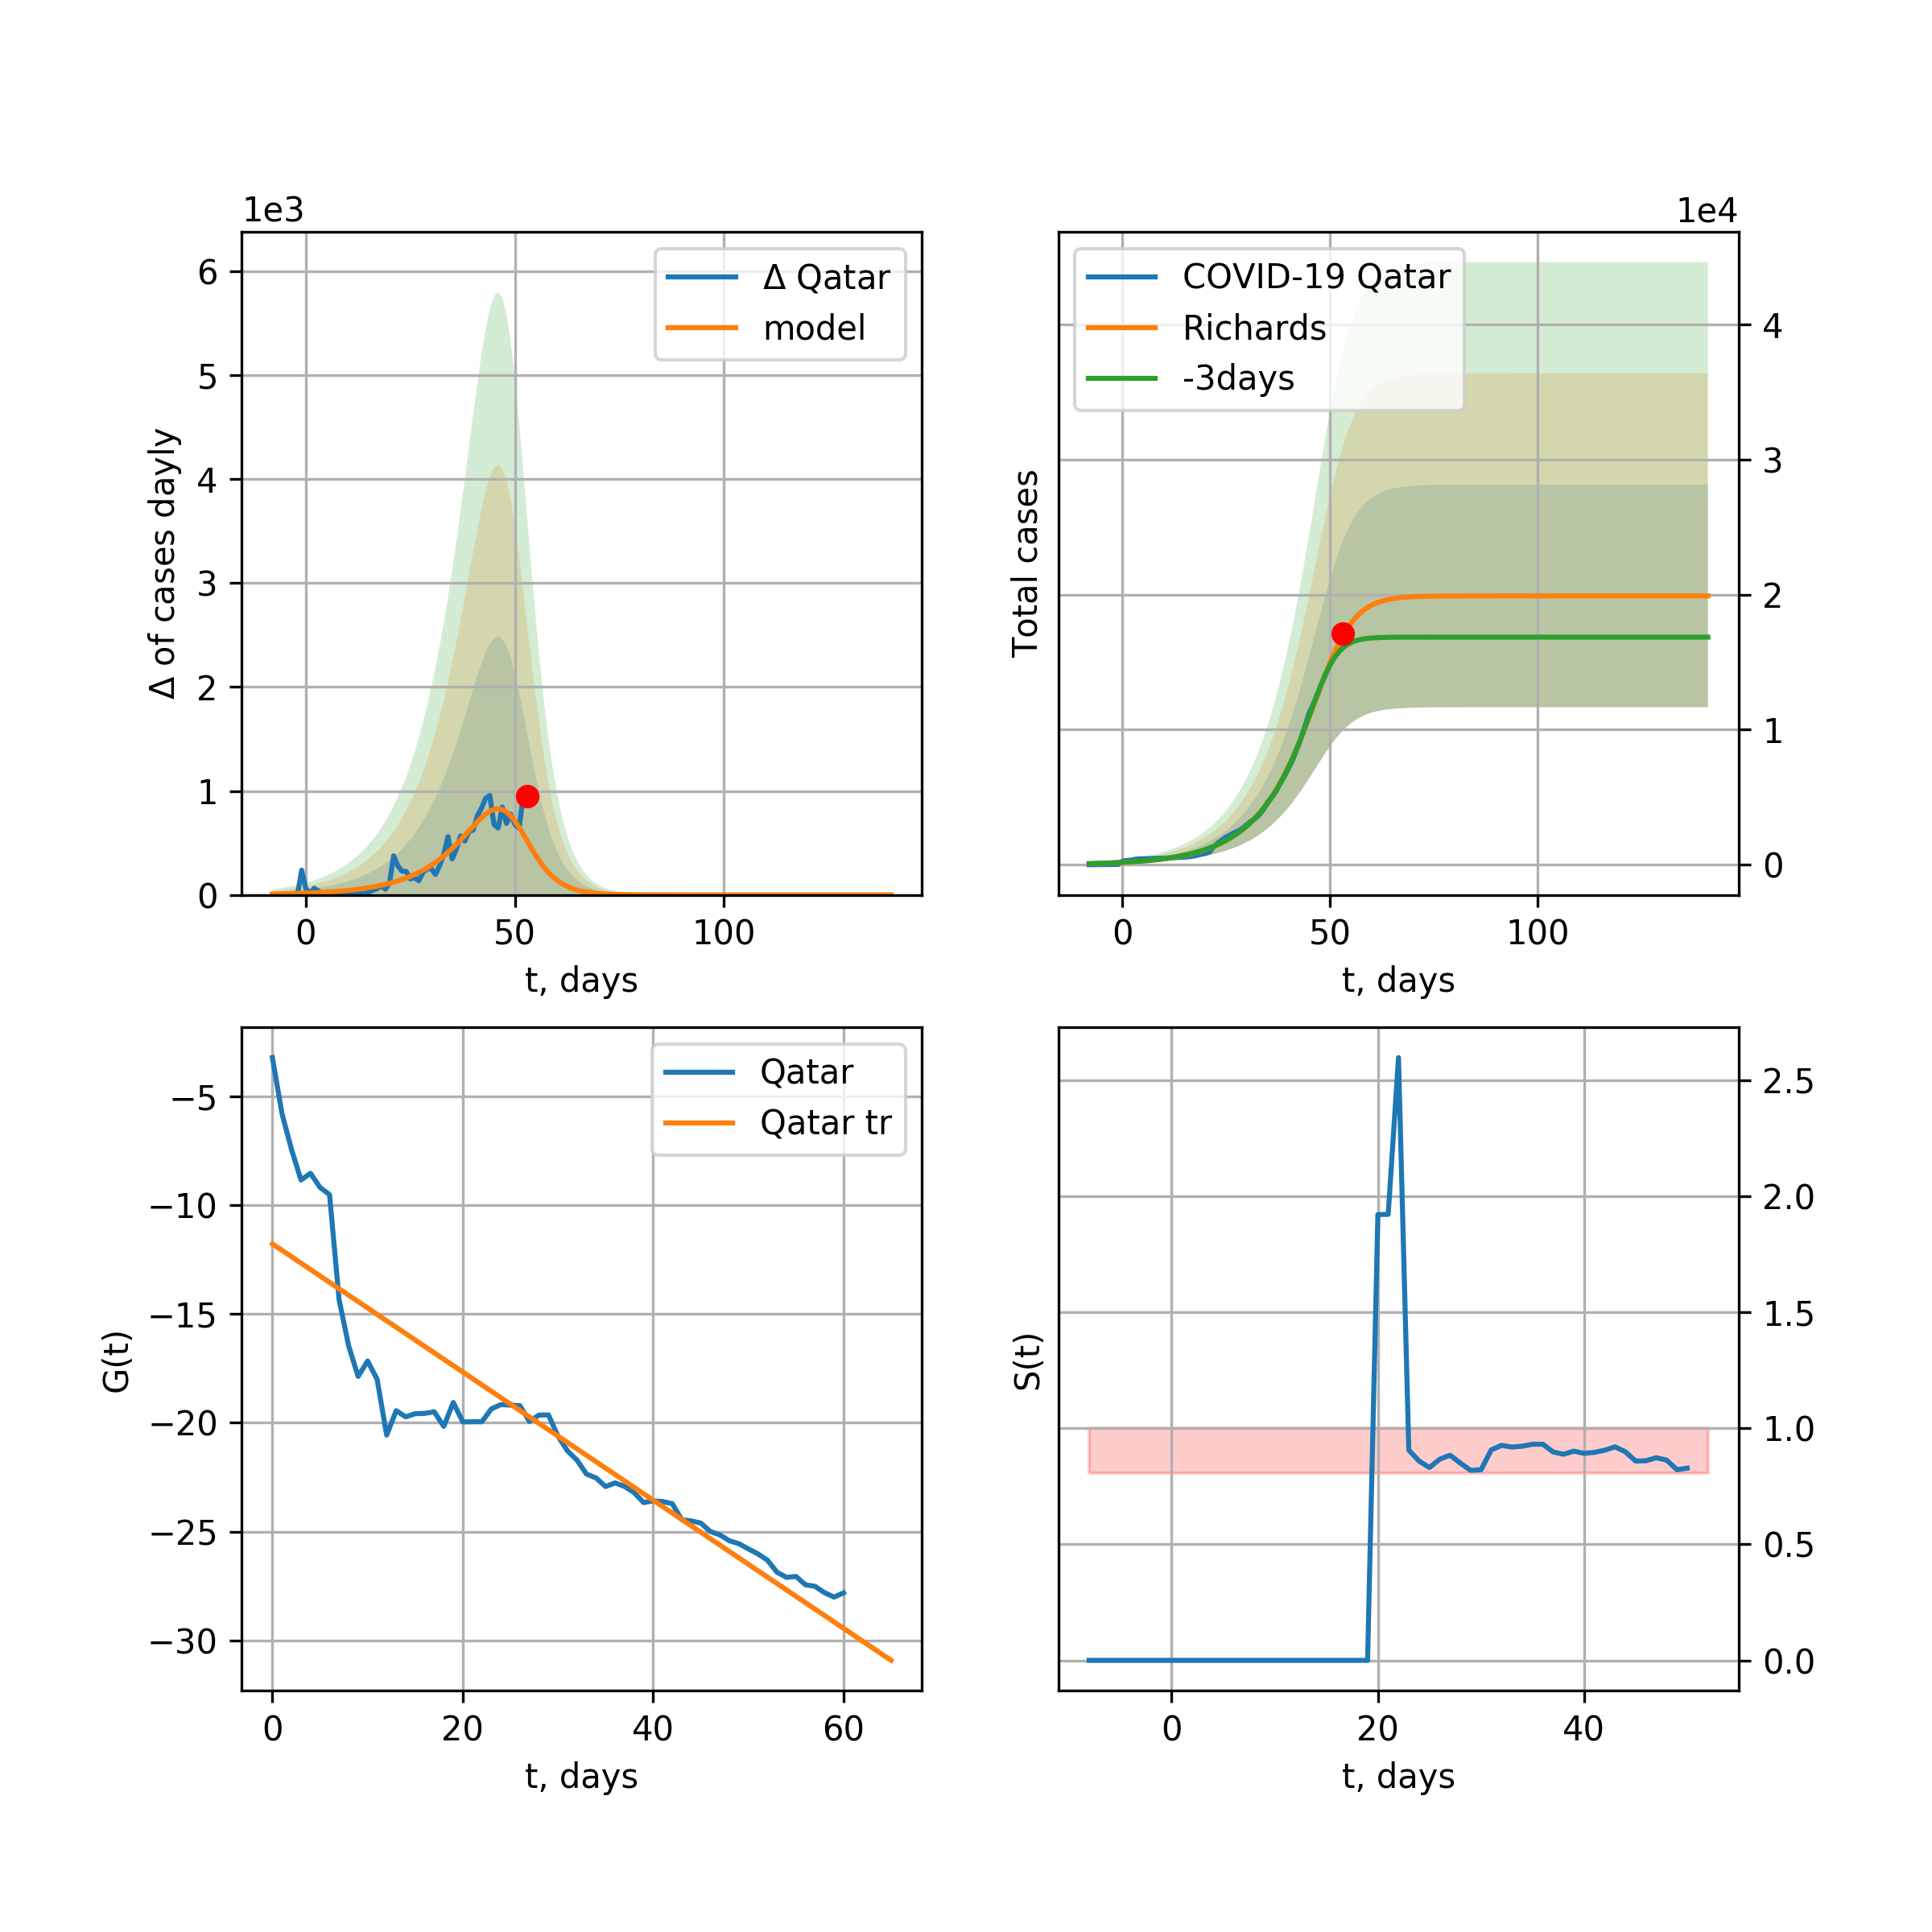 1e3
Δ of cases dayly
6
5
4
3
2
1
0
Δ Qatar
model
0 50 100
t, days
1e4
Total cases
COVID-19 Qatar
Richards
-3days
4
3
2
1
0
0 50 100
t, days
G(t)
−5
−10
−15
−20
−25
−30
Qatar
Qatar tr
0 20 40 60
t, days
S(t)
2.5
2.0
1.5
1.0
0.5
0.0
0 20 40
t, days